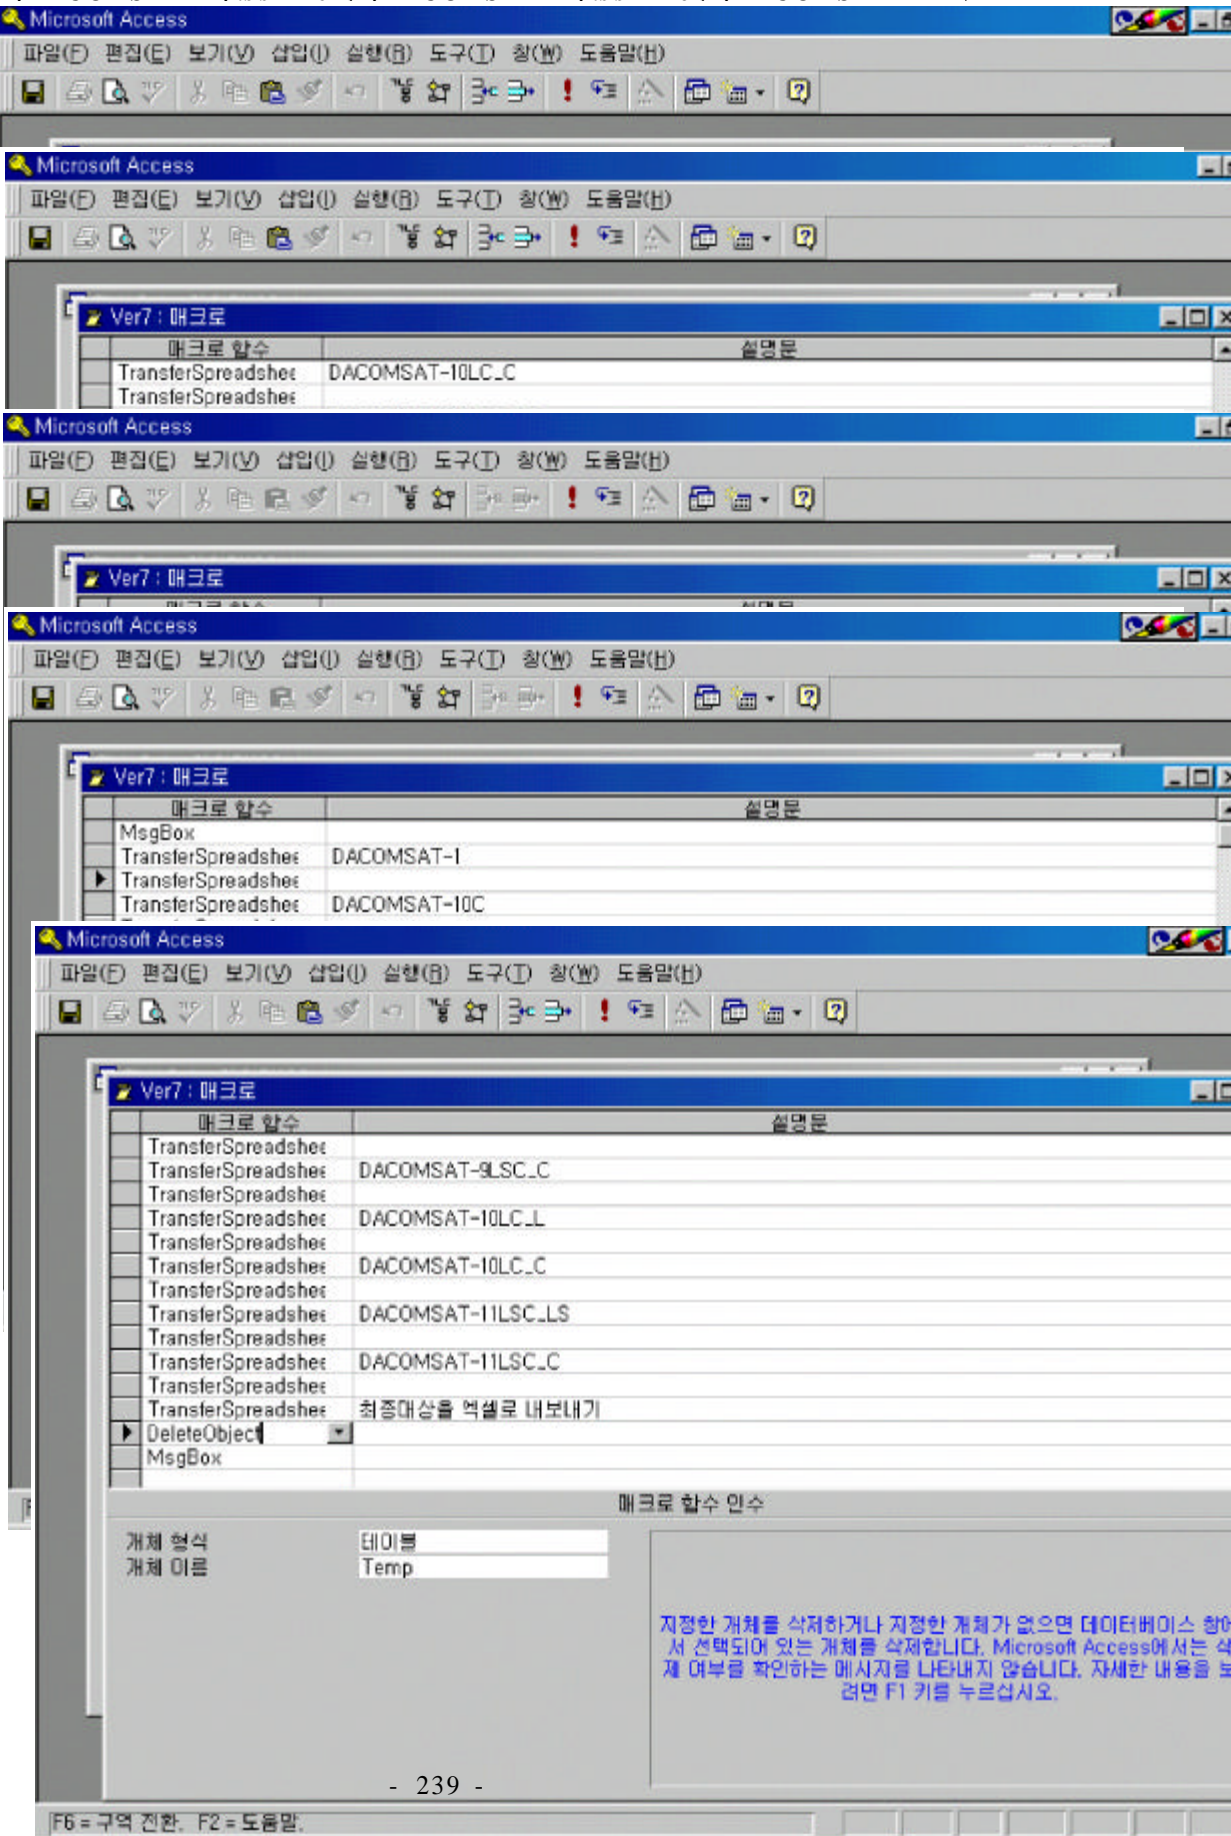 Microsoft Access
파일(F) 편집(E) 보기(V) 삽입(I) 실행(R) 도구(T) 창(W) 도움말(H)
Microsoft Access
파일(F) 편집(E) 보기(V) 삽입(I) 실행(R) 도구(T) 창(W) 도움말(H)
Ver7 : 매크로
매크로 함수 설명문
TransferSpreadshee DACOMSAT-10LC_C
TransferSpreadshee
Microsoft Access
파일(F) 편집(E) 보기(V) 삽입(I) 실행(R) 도구(T) 창(W) 도움말(H)
Ver7 : 매크로
Microsoft Access
파일(F) 편집(E) 보기(V) 삽입(I) 실행(R) 도구(T) 창(W) 도움말(H)
Ver7 : 매크로
매크로 함수 설명문
MsgBox
TransferSpreadshee DACOMSAT-1
TransferSpreadshee
TransferSpreadshee DACOMSAT-10C
Microsoft Access
파일(F) 편집(E) 보기(V) 삽입(I) 실행(R) 도구(T) 창(W) 도움말(H)
Ver7 : 매크로
매크로 함수 설명문
TransferSpreadshee
TransferSpreadshee DACOMSAT-9LSC_C
TransferSpreadshee
TransferSpreadshee DACOMSAT-10LC_L
TransferSpreadshee
TransferSpreadshee DACOMSAT-10LC_C
TransferSpreadshee
TransferSpreadshee DACOMSAT-11LSC_LS
TransferSpreadshee
TransferSpreadshee DACOMSAT-11LSC_C
TransferSpreadshee
TransferSpreadshee 최종대상을 엑셀로 내보내기
DeleteObject
MsgBox
매크로 함수 인수
개체 형식 테이블
개체 이름 Temp
지정한 개체를 삭제하거나 지정한 개체가 없으면 데이터베이스 창에
서 선택되어 있는 개체를 삭제합니다. Microsoft Access에서는 삭
제 여부를 확인하는 메시지를 나타내지 않습니다. 자세한 내용을 보
려면 F1 키를 누르십시오.
- 239 -
F6 = 구역 전환. F2 = 도움말.